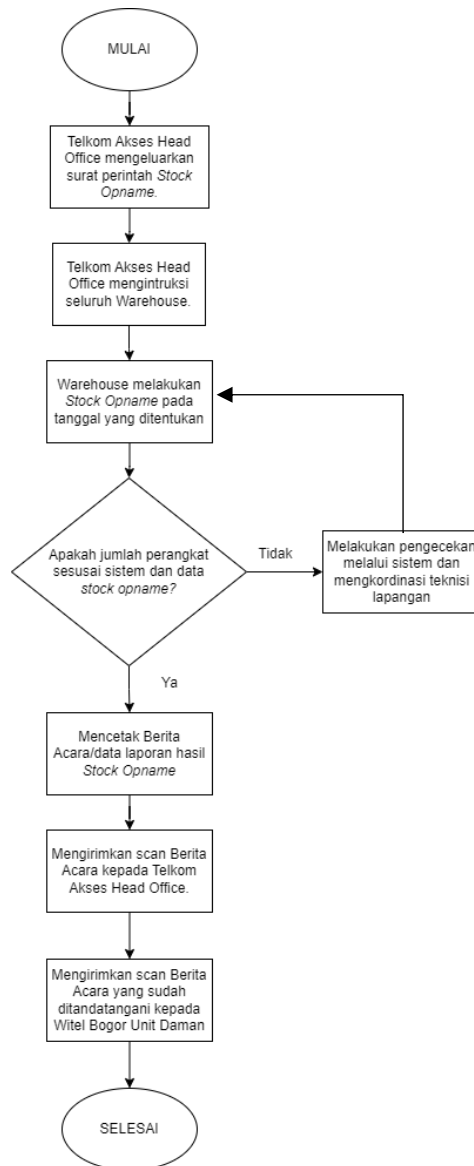 MULAI
Telkom Akses Head
Office mengeluarkan
surat perintah Stock
Opname.
Telkom Akses Head
Office mengintruksi
seluruh Warehouse.
Warehouse melakukan
Stock Opname pada
tanggal yang ditentukan
Apakah jumlah perangkat
sesusai sistem dan data
stock opname?
Tidak
Melakukan pengecekan
melalui sistem dan
mengkordinasi teknisi
lapangan
Ya
Mencetak Berita
Acara/data laporan hasil
Stock Opname
Mengirimkan scan Berita
Acara kepada Telkom
Akses Head Office.
Mengirimkan scan Berita
Acara yang sudah
ditandatangani kepada
Witel Bogor Unit Daman
SELESAI